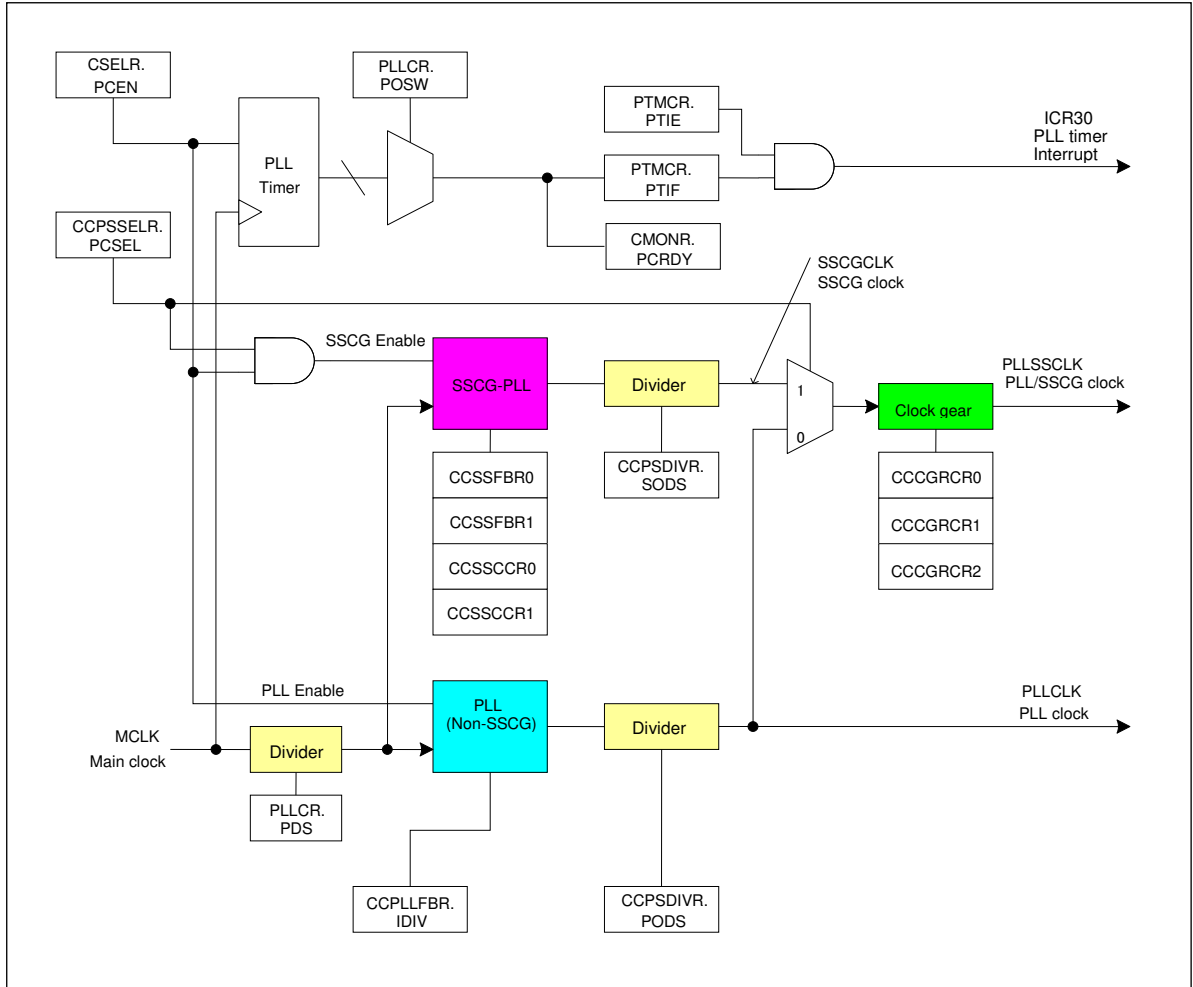 CSELR.
PCEN
PLLCR.
POSW
PTMCR.
PTIE
ICR30
PLL timer
Interrupt
PLL
Timer
PTMCR.
PTIF
CCPSSELR.
PCSEL
CMONR.
PCRDY
SSCGCLK
SSCG clock
SSCG Enable
SSCG-PLL
Divider
1
0
PLLSSCLK
PLL/SSCG clock
Clock gear
CCSSFBR0
CCSSFBR1
CCSSCCR0
CCSSCCR1
CCPSDIVR.
SODS
CCCGRCR0
CCCGRCR1
CCCGRCR2
PLL Enable
PLL
(Non-SSCG)
Divider
PLLCLK
PLL clock
MCLK
Main clock
Divider
PLLCR.
PDS
CCPLLFBR.
IDIV
CCPSDIVR.
PODS